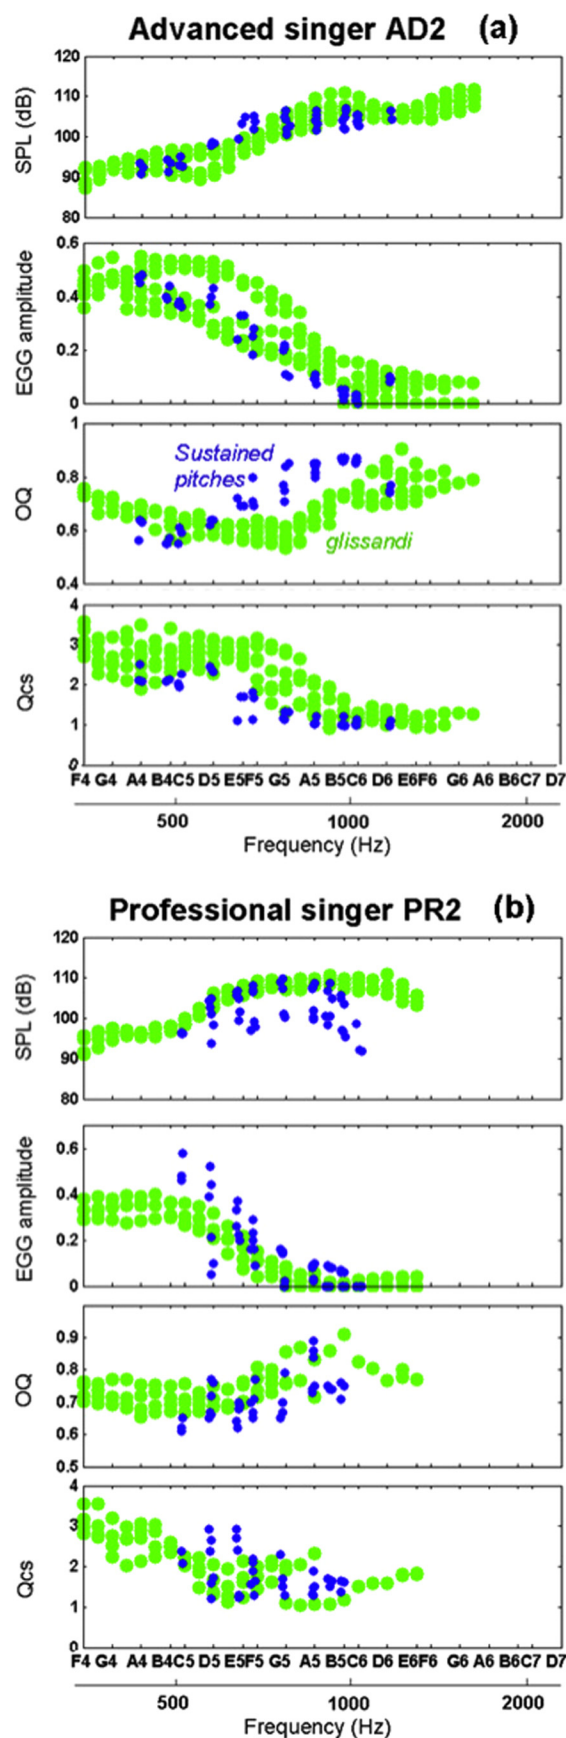 Advanced singer AD2 (a)
120
110
100
90
80
SPL (dB)
0.6
0.4
0.2
0
EGG amplitude
1
0.8
0.6
0.4
OQ
Sustained
pitches
glissandi
4
3
2
1
0
Qcs
F4 G4 A4 B4C5 D5 E5F5 G5 A5 B5C6 D6 E6F6 G6 A6 B6C7 D7
500 1000 2000
Frequency (Hz)
Professional singer PR2 (b)
120
110
100
90
80
SPL (dB)
0.6
0.4
0.2
0
EGG amplitude
0.9
0.8
0.7
0.6
0.5
OQ
4
3
2
1
0
Qcs
F4 G4 A4 B4C5 D5 E5F5 G5 A5 B5C6 D6 E6F6 G6 A6 B6C7 D7
500 1000 2000
Frequency (Hz)